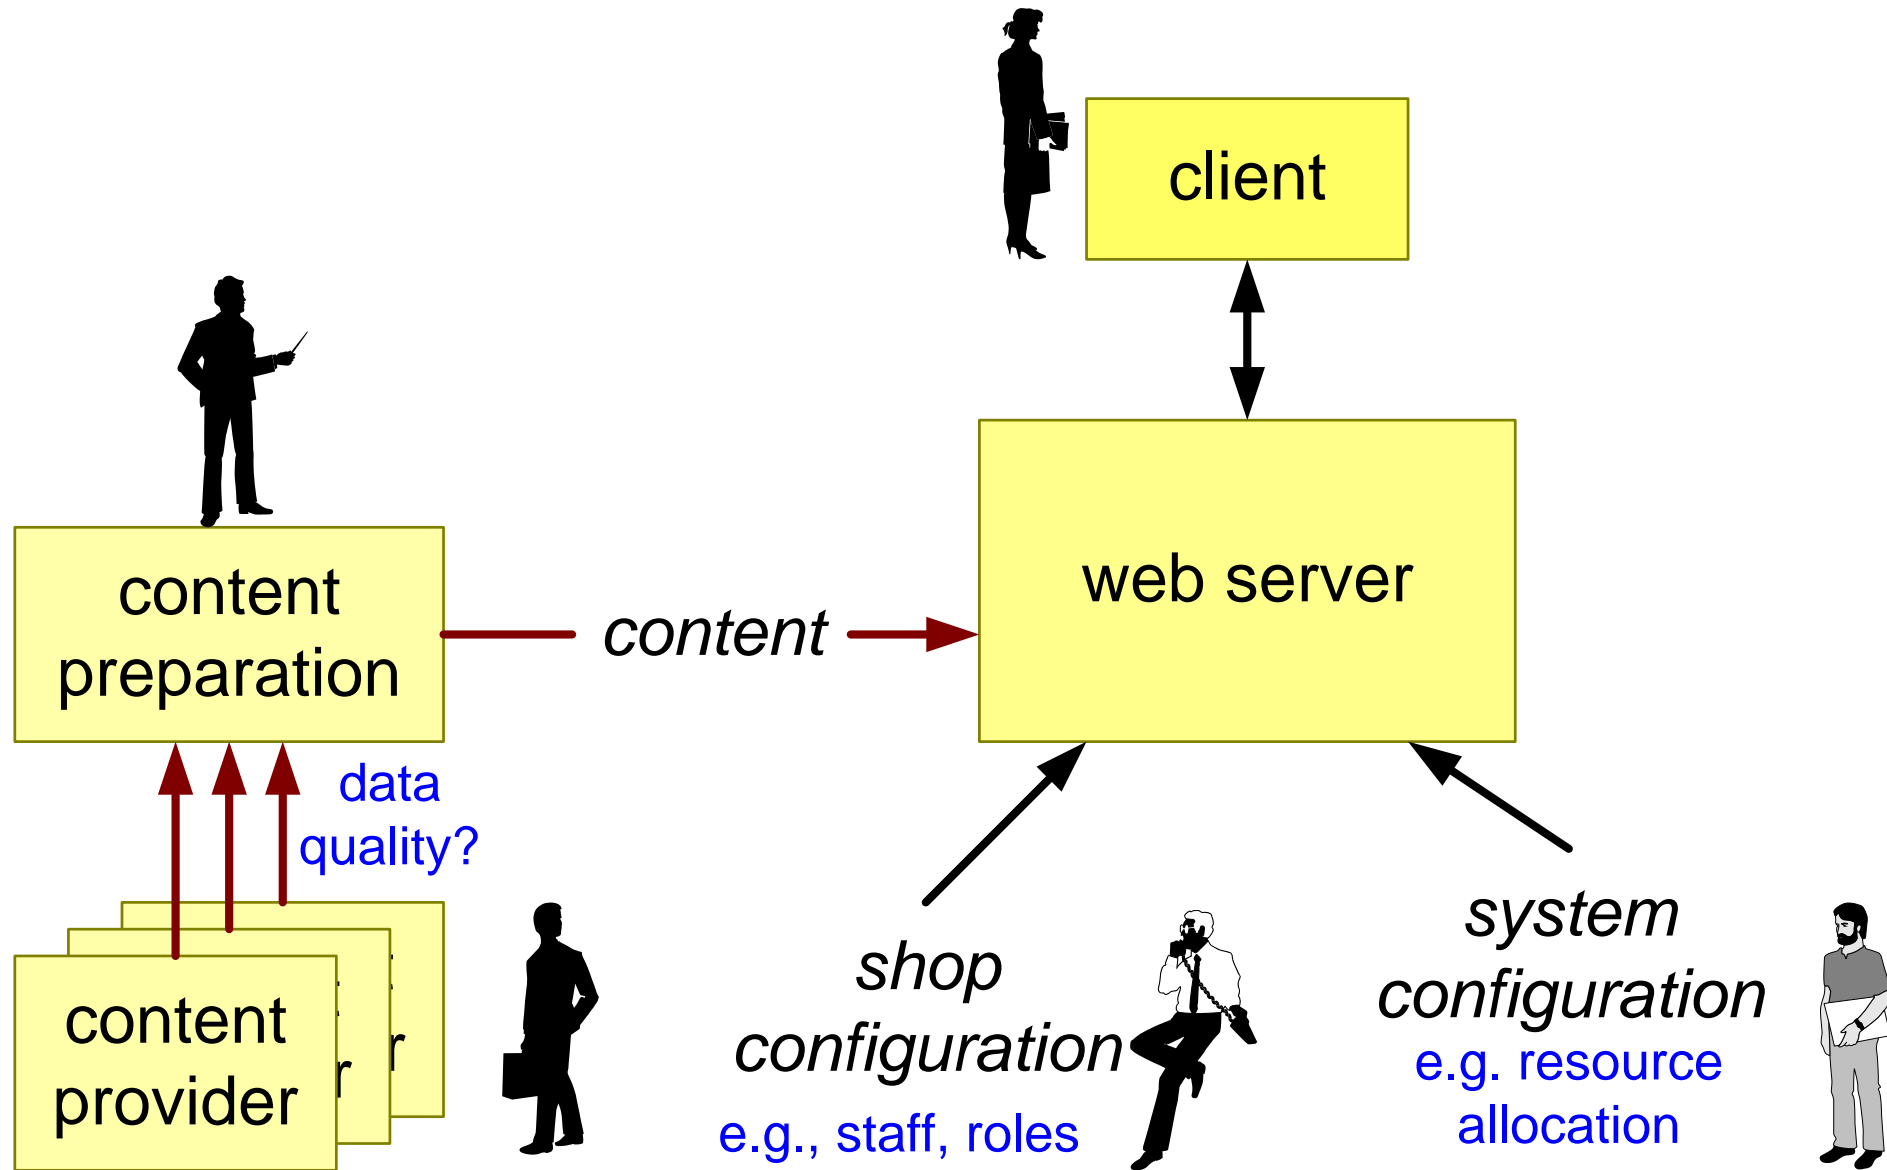 client
web server
content
preparation
content
data
quality?
content
provider
shop
configuration
e.g., staff, roles
system
configuration
e.g. resource
allocation